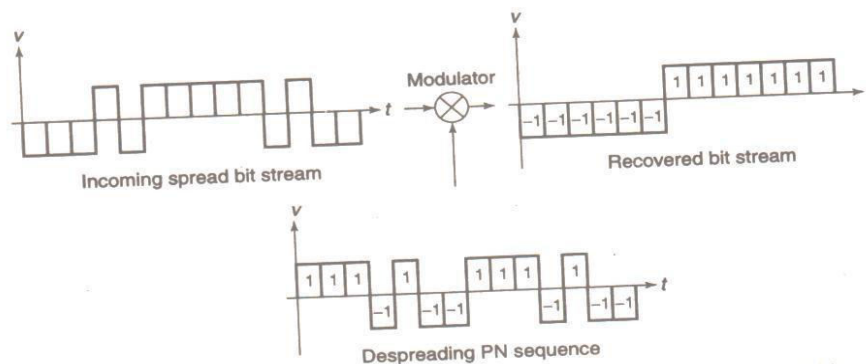 v
t
Incoming spread bit stream
Modulator
v
1 1 1 1 1 1 1
–1 –1 –1 –1 –1 –1
Recovered bit stream
v
1 1 1 1 1 1 1 1
t
–1 –1 –1 –1 –1 –1
Despreading PN sequence